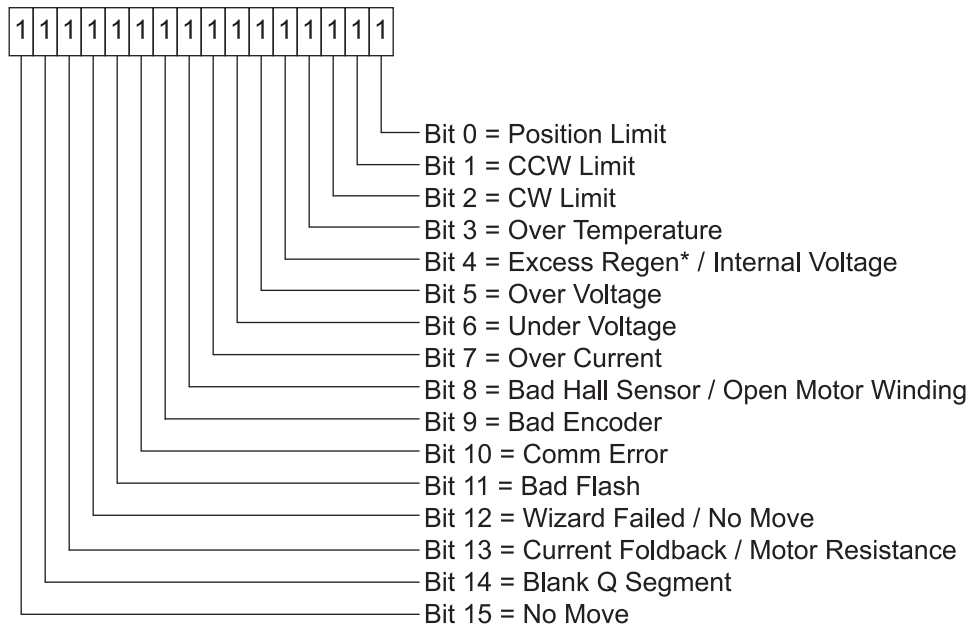 1 1 1 1 1 1 1 1 1 1 1 1 1 1 1 1
Bit 0 = Position Limit
Bit 1 = CCW Limit
Bit 2 = CW Limit
Bit 3 = Over Temperature
Bit 4 = Excess Regen* / Internal Voltage
Bit 5 = Over Voltage
Bit 6 = Under Voltage
Bit 7 = Over Current
Bit 8 = Bad Hall Sensor / Open Motor Winding
Bit 9 = Bad Encoder
Bit 10 = Comm Error
Bit 11 = Bad Flash
Bit 12 = Wizard Failed / No Move
Bit 13 = Current Foldback / Motor Resistance
Bit 14 = Blank Q Segment
Bit 15 = No Move